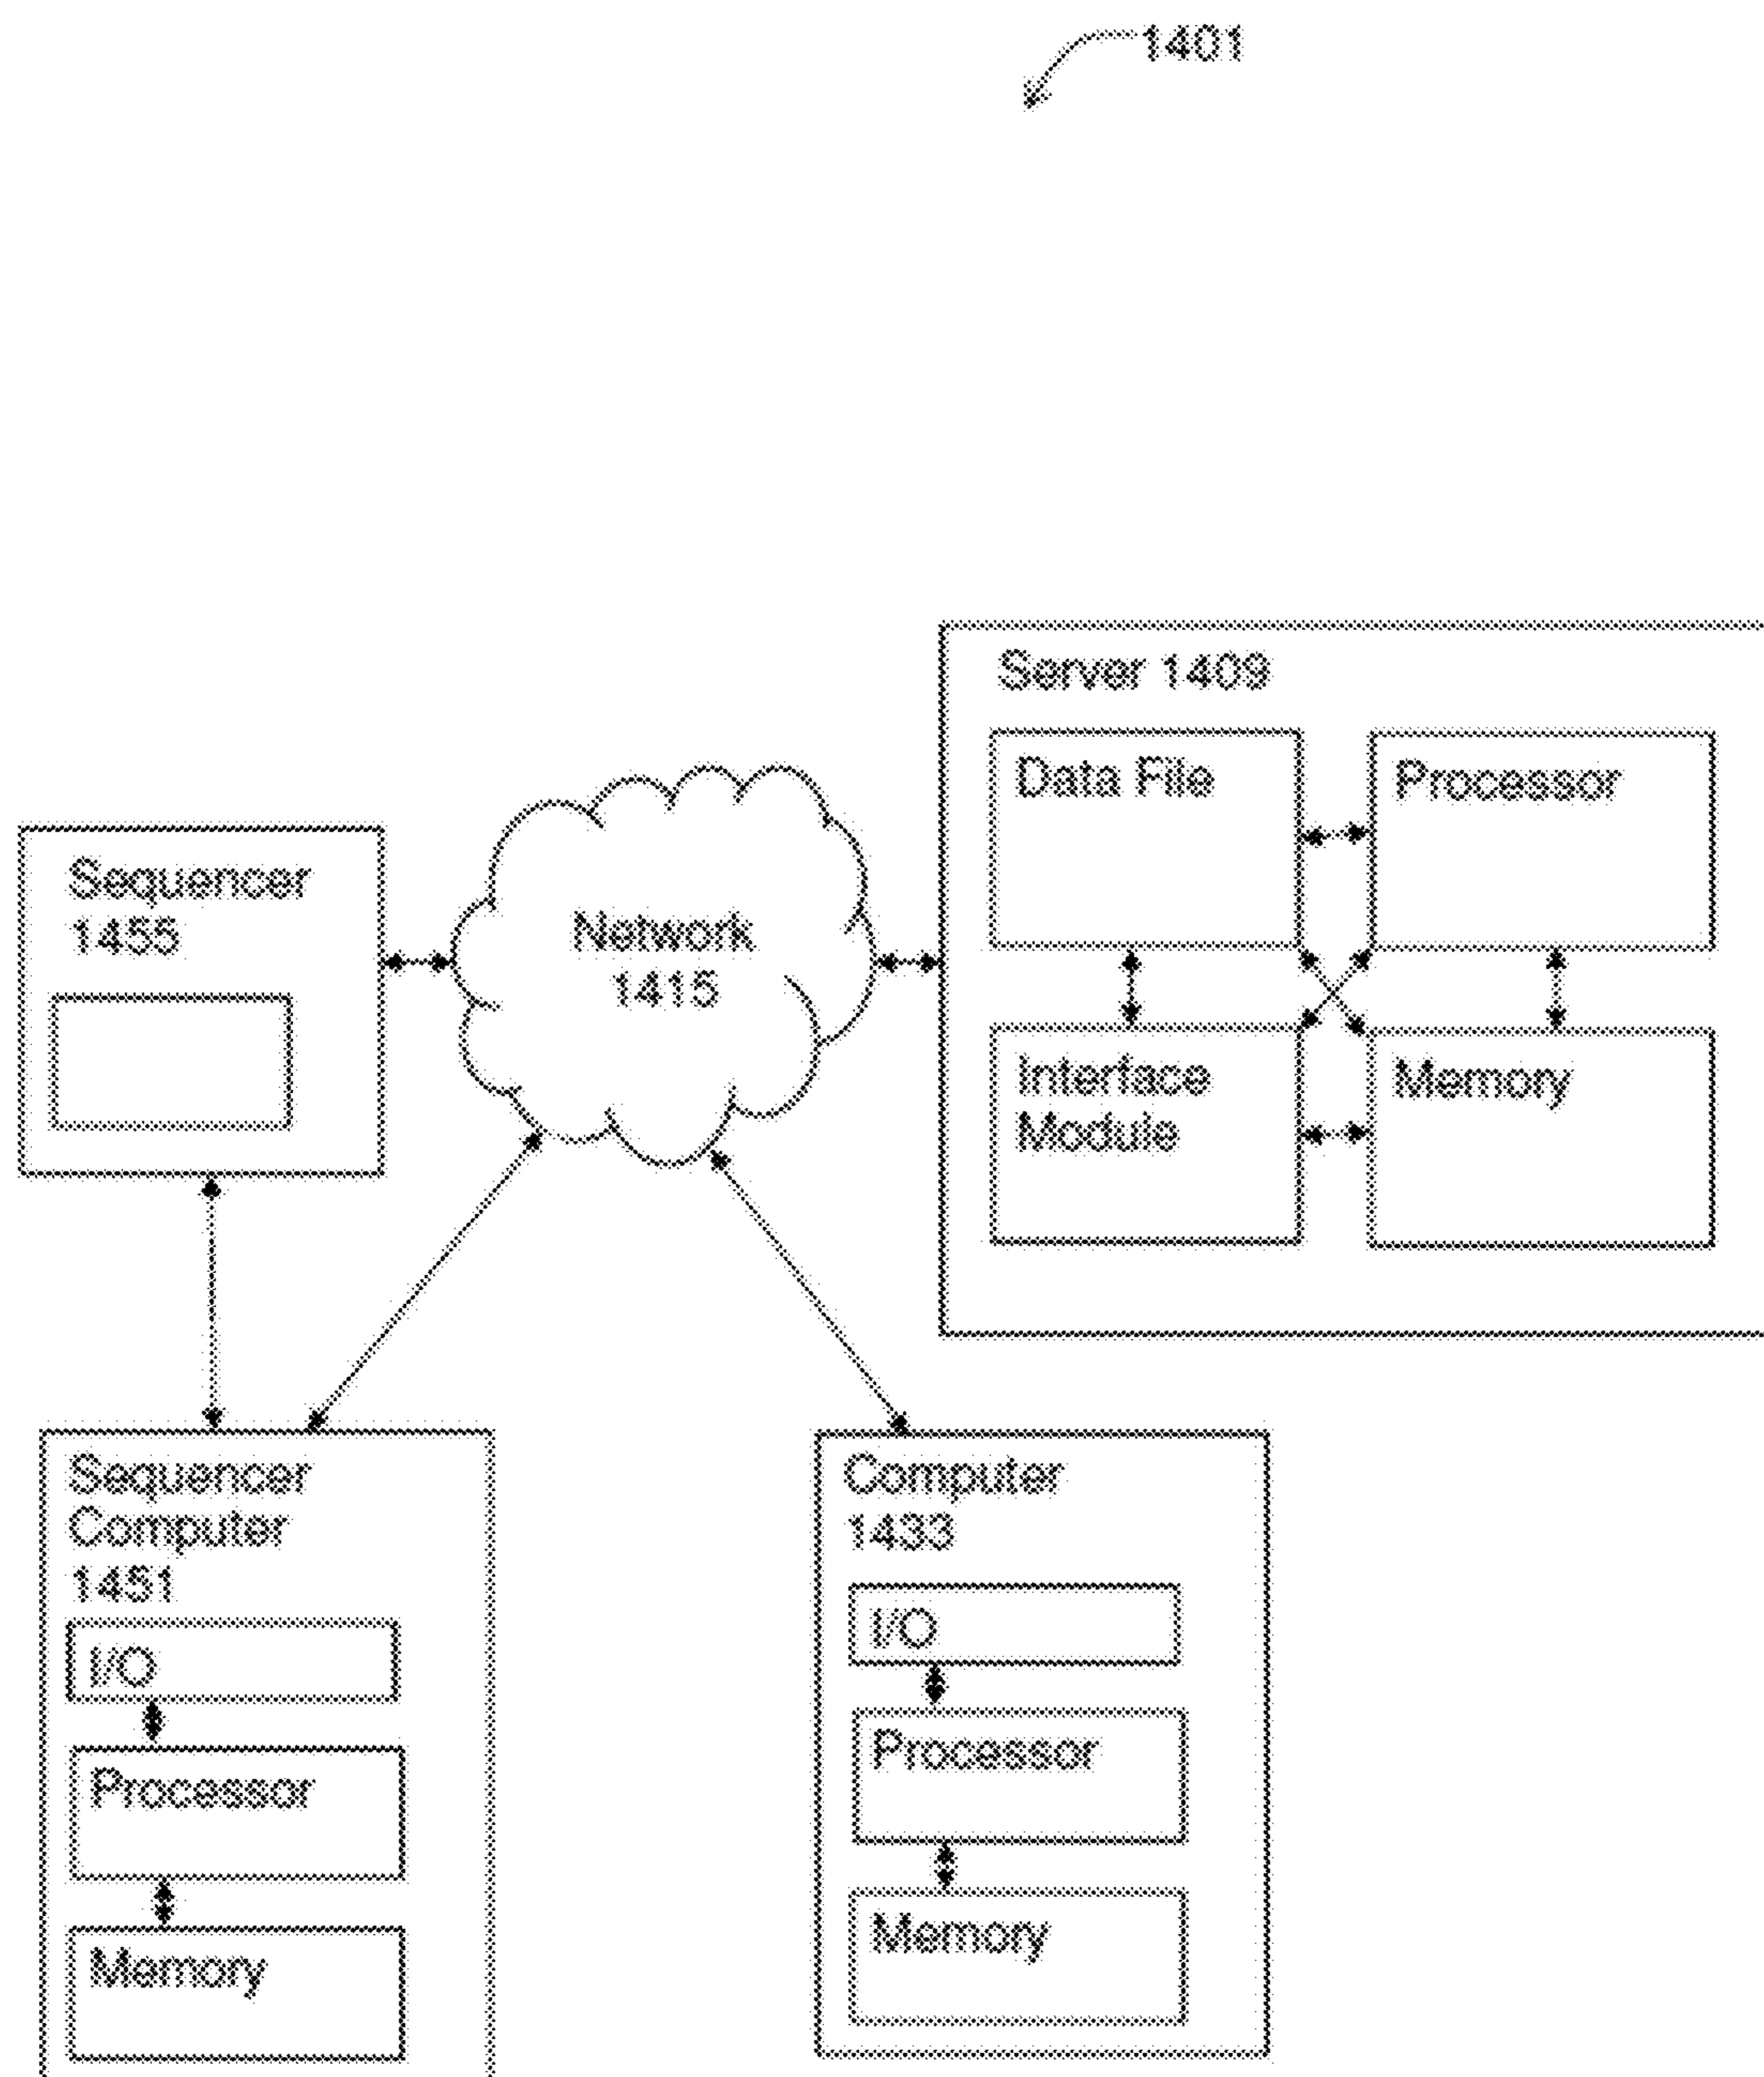 1401
Server 1409
Data File
Processor
Sequencer
1455
Network
1415
Interface
Module
Memory
Sequencer
Computer
1451
I/O
Processor
Memory
Computer
1433
I/O
Processor
Memory